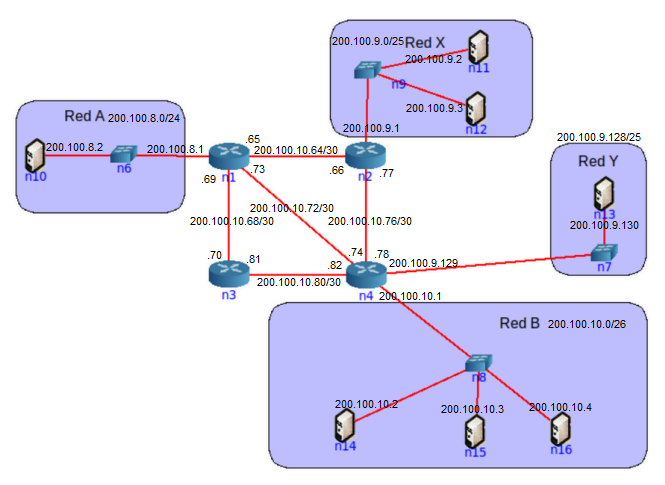 200.100.9.0/25
Red X
200.100.9.2
n11
n9
200.100.9.3
n12
200.100.9.1
Red A
200.100.8.0/24
200.100.8.2
n10
n6
200.100.8.1
.65
200.100.10.64/30
n1
.69
.73
n2
.66
.77
200.100.9.128/25
Red Y
n13
200.100.9.130
n7
200.100.10.68/30
200.100.10.72/30
200.100.10.76/30
.70
.81
n3
200.100.10.80/30
.74
.78
.82
n4
200.100.9.129
200.100.10.1
Red B
200.100.10.0/26
n8
200.100.10.2
n14
200.100.10.3
n15
200.100.10.4
n16